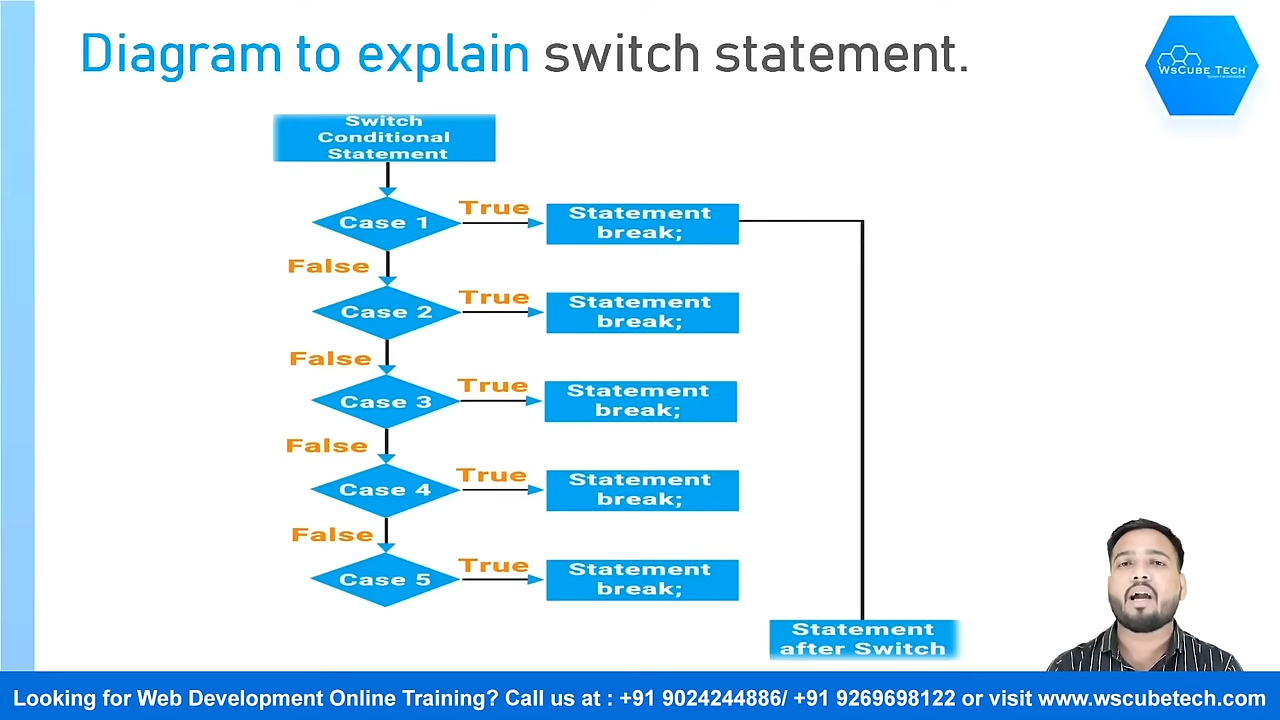 Diagram to explain switch statement.
WsCube Tech
Switch
Conditional
Statement
Case 1
True
Statement
break;
False
Case 2
True
Statement
break;
False
Case 3
True
Statement
break;
False
Case 4
True
Statement
break;
False
Case 5
True
Statement
break;
Statement
after Switch
Looking for Web Development Online Training? Call us at : +91 9024244886/ +91 9269698122 or visit www.wscubetech.com